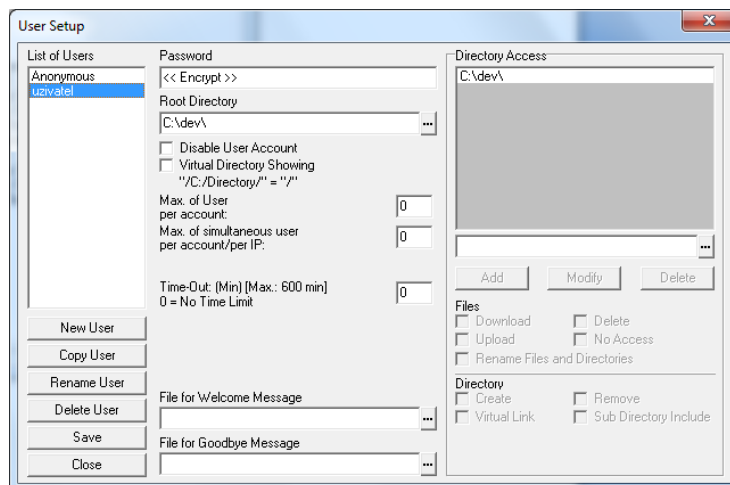 User Setup
X
List of Users
Anonymous
uzivatel
New User
Copy User
Rename User
Delete User
Save
Close
Password
<< Encrypt >>
Root Directory
C:\dev\
...
Disable User Account
Virtual Directory Showing
"/C:/Directory/" = "/"
Max. of User
per account:
0
Max. of simultaneous user
per account/per IP:
0
Time-Out: (Min) [Max.: 600 min]
0 = No Time Limit
0
File for Welcome Message
...
File for Goodbye Message
...
Directory Access
C:\dev\
...
Add Modify Delete
Files
Download Delete
Upload No Access
Rename Files and Directories
Directory
Create Remove
Virtual Link Sub Directory Include